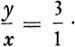 y/x = 3/1 .